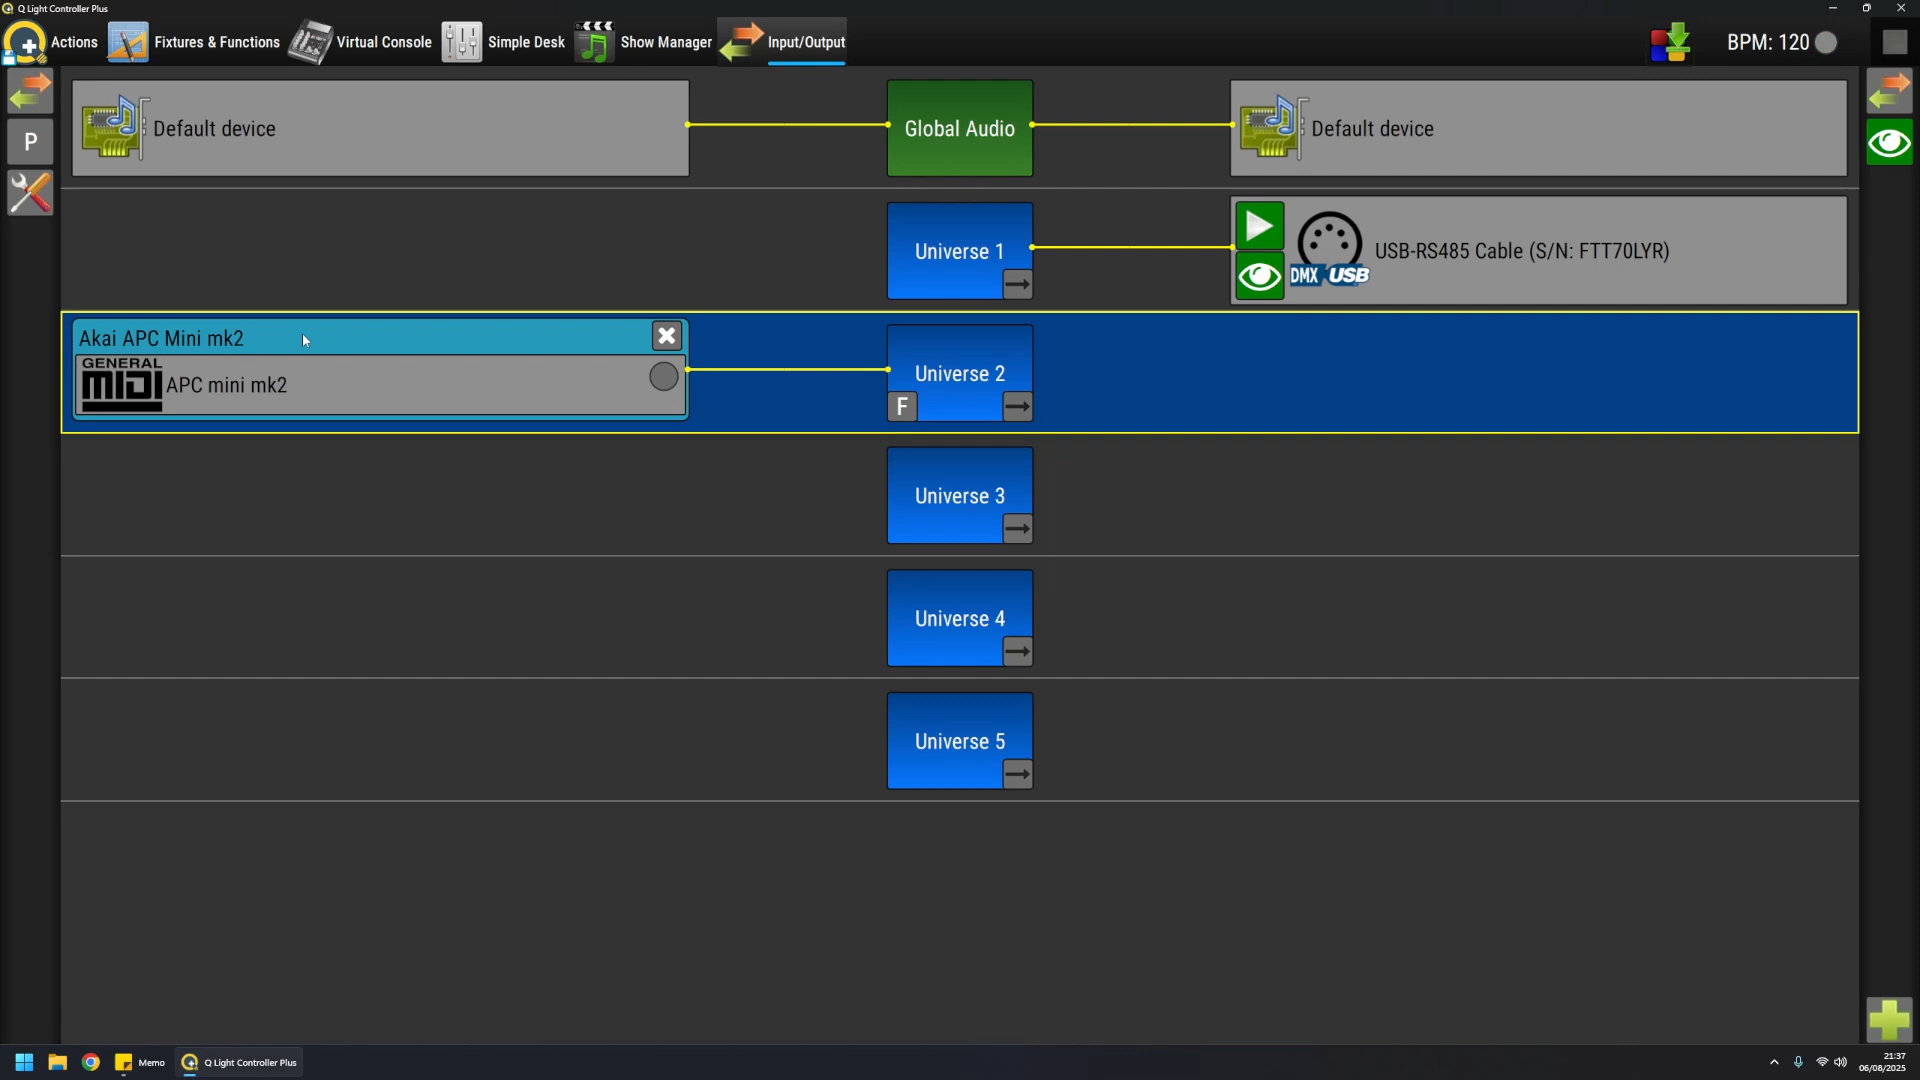 Q Light Controller Plus
Actions Fixtures & Functions Virtual Console Simple Desk Show Manager Input/Output BPM: 120
Default device Global Audio Default device
P
Universe 1 DMX USB USB-RS485 Cable (S/N: FTT70LYR)
Akai APC Mini mk2
GENERAL
MIDI APC mini mk2
Universe 2
F
Universe 3
Universe 4
Universe 5
Memo Q Light Controller Plus
21:37
06/08/2025